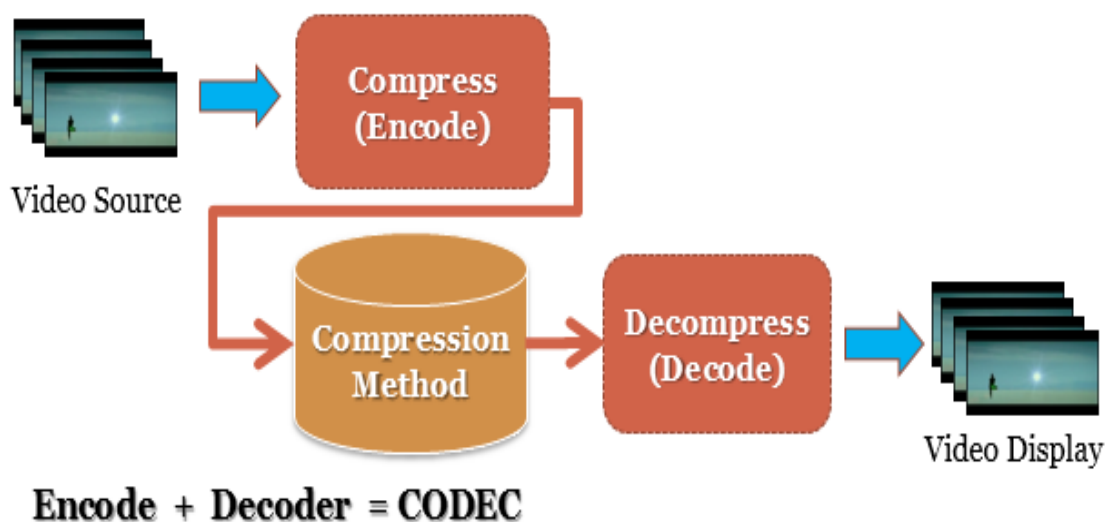 Compress
(Encode)
Video Source
Compression
Method
Decompress
(Decode)
Video Display
Encode + Decoder = CODEC